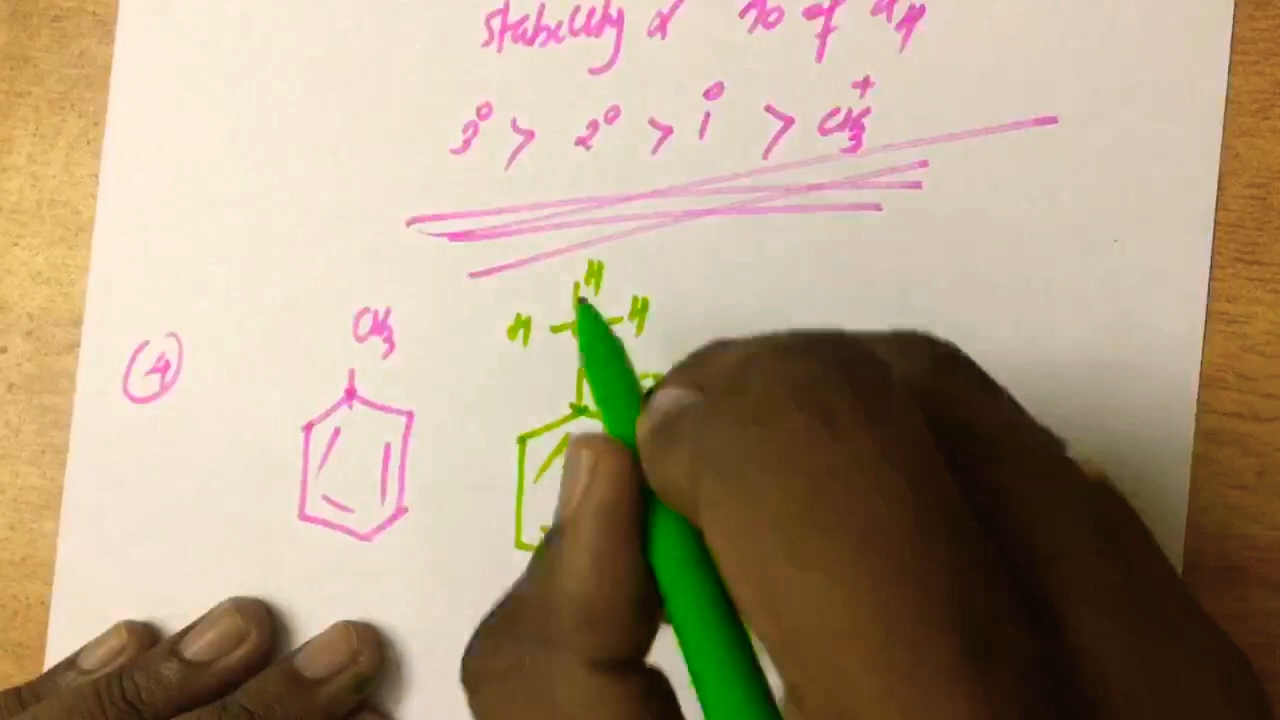 stability α no of αH
3° > 2° > 1° > CH3+
④
CH3
H
H H